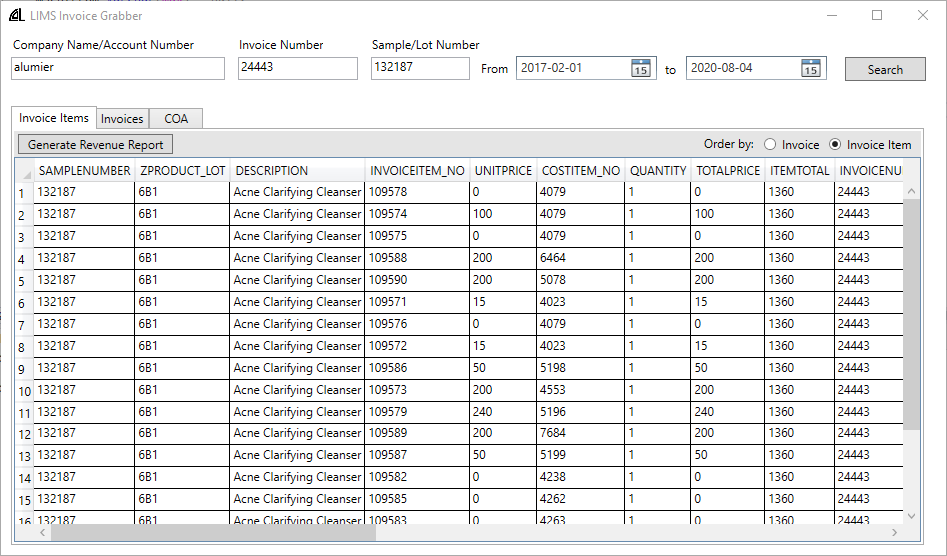 LIMS Invoice Grabber
Company Name/Account Number Invoice Number Sample/Lot Number
alumier 24443 132187 From 2017-02-01 15 to 2020-08-04 15 Search
Invoice Items Invoices COA
Generate Revenue Report Order by: Invoice Invoice Item
SAMPLENUMBER ZPRODUCT_LOT DESCRIPTION INVOICEITEM_NO UNITPRICE COSTITEM_NO QUANTITY TOTALPRICE ITEMTOTAL INVOICENU
1 132187 6B1 Acne Clarifying Cleanser 109578 0 4079 1 0 1360 24443
2 132187 6B1 Acne Clarifying Cleanser 109574 100 4079 1 100 1360 24443
3 132187 6B1 Acne Clarifying Cleanser 109575 0 4079 1 0 1360 24443
4 132187 6B1 Acne Clarifying Cleanser 109588 200 6464 1 200 1360 24443
5 132187 6B1 Acne Clarifying Cleanser 109590 200 5078 1 200 1360 24443
6 132187 6B1 Acne Clarifying Cleanser 109571 15 4023 1 15 1360 24443
7 132187 6B1 Acne Clarifying Cleanser 109576 0 4079 1 0 1360 24443
8 132187 6B1 Acne Clarifying Cleanser 109572 15 4023 1 15 1360 24443
9 132187 6B1 Acne Clarifying Cleanser 109586 50 5198 1 50 1360 24443
10 132187 6B1 Acne Clarifying Cleanser 109573 200 4553 1 200 1360 24443
11 132187 6B1 Acne Clarifying Cleanser 109579 240 5196 1 240 1360 24443
12 132187 6B1 Acne Clarifying Cleanser 109589 200 7684 1 200 1360 24443
13 132187 6B1 Acne Clarifying Cleanser 109587 50 5199 1 50 1360 24443
14 132187 6B1 Acne Clarifying Cleanser 109582 0 4238 1 0 1360 24443
15 132187 6B1 Acne Clarifying Cleanser 109585 0 4262 1 0 1360 24443
16 132187 6B1 Acne Clarifying Cleanser 109583 0 4263 1 0 1360 24443